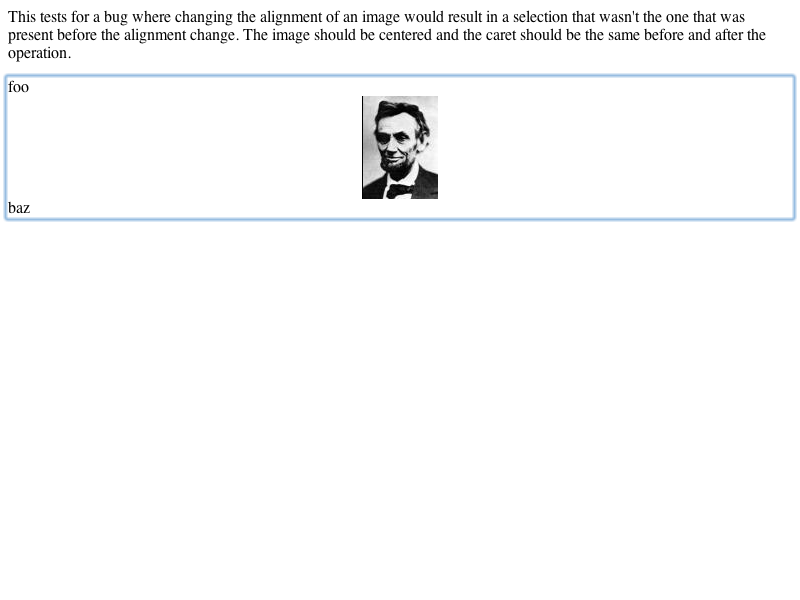 This tests for a bug where changing the alignment of an image would result in a selection that wasn't the one that was
present before the alignment change. The image should be centered and the caret should be the same before and after the
operation.
foo
baz